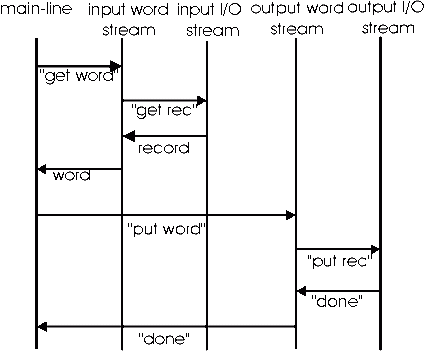 main-line
input word
stream
input I/O
stream
output word
stream
output I/O
stream
"get word"
"get rec"
record
word
"put word"
"put rec"
"done"
"done"